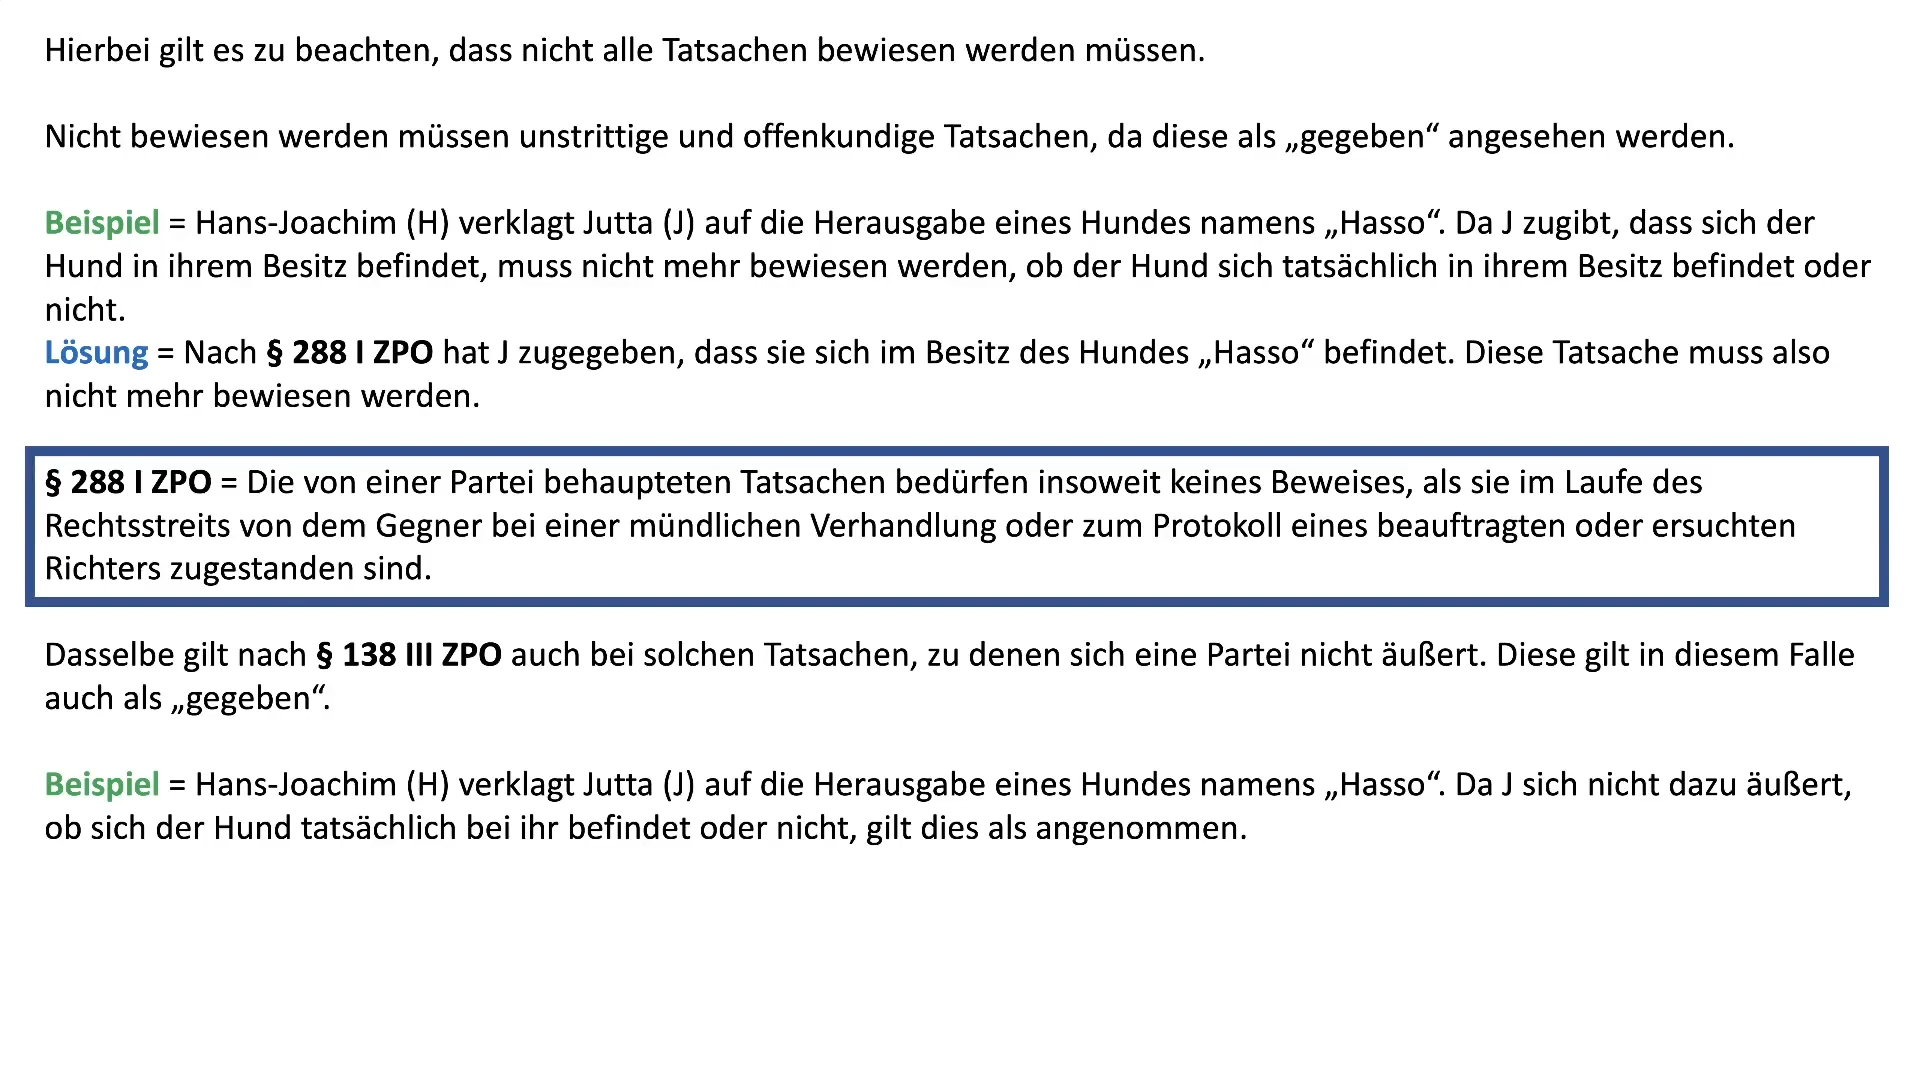 Hierbei gilt es zu beachten, dass nicht alle Tatsachen bewiesen werden müssen.
Nicht bewiesen werden müssen unstrittige und offenkundige Tatsachen, da diese als „gegeben“ angesehen werden.
Beispiel = Hans-Joachim (H) verklagt Jutta (J) auf die Herausgabe eines Hundes namens „Hasso“. Da J zugibt, dass sich der
Hund in ihrem Besitz befindet, muss nicht mehr bewiesen werden, ob der Hund sich tatsächlich in ihrem Besitz befindet oder
nicht.
Lösung = Nach § 288 I ZPO hat J zugegeben, dass sie sich im Besitz des Hundes „Hasso“ befindet. Diese Tatsache muss also
nicht mehr bewiesen werden.
§ 288 I ZPO = Die von einer Partei behaupteten Tatsachen bedürfen insoweit keines Beweises, als sie im Laufe des
Rechtsstreits von dem Gegner bei einer mündlichen Verhandlung oder zum Protokoll eines beauftragten oder ersuchten
Richters zugestanden sind.
Dasselbe gilt nach § 138 III ZPO auch bei solchen Tatsachen, zu denen sich eine Partei nicht äußert. Diese gilt in diesem Falle
auch als „gegeben“.
Beispiel = Hans-Joachim (H) verklagt Jutta (J) auf die Herausgabe eines Hundes namens „Hasso“. Da J sich nicht dazu äußert,
ob sich der Hund tatsächlich bei ihr befindet oder nicht, gilt dies als angenommen.